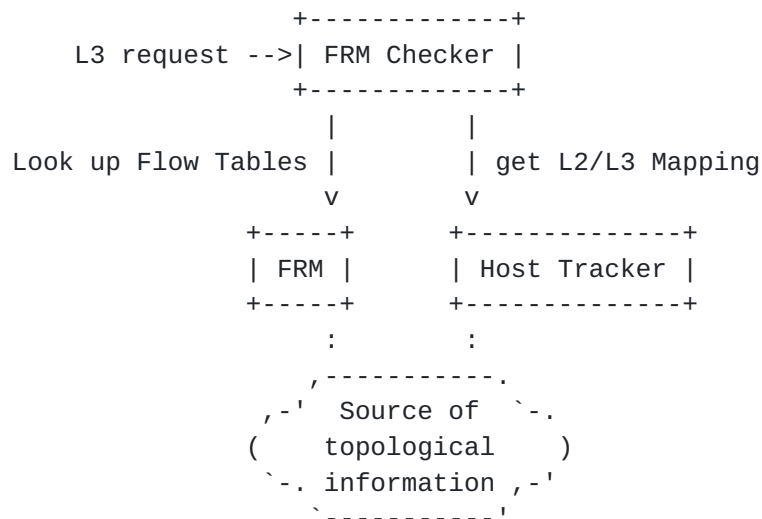 L3 request -->| FRM Checker |
Look up Flow Tables | | get L2/L3 Mapping
| FRM | | Host Tracker |
Source of
topological
information